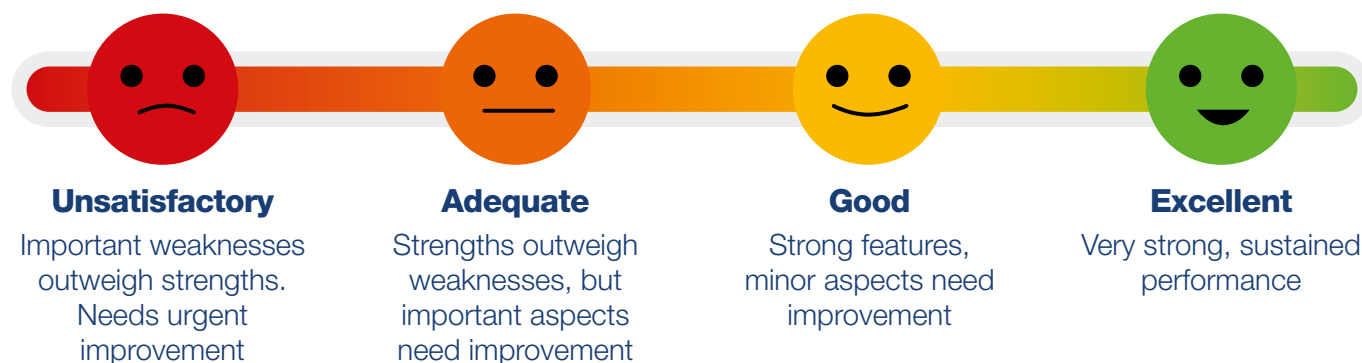 Unsatisfactory
Important weaknesses
outweigh strengths.
Needs urgent
improvement
Adequate
Strengths outweigh
weaknesses, but
important aspects
need improvement
Good
Strong features,
minor aspects need
improvement
Excellent
Very strong, sustained
performance